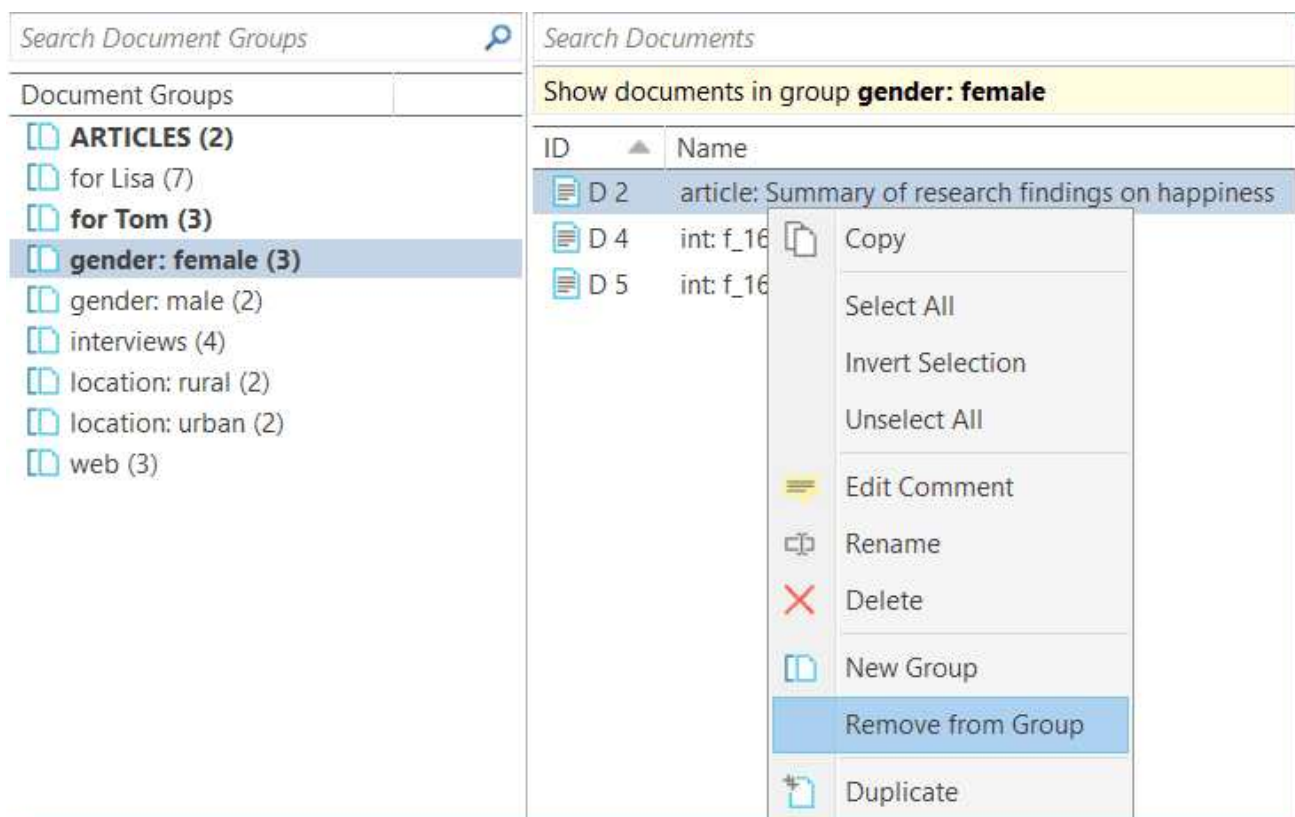 Search Document Groups
Document Groups
ARTICLES (2)
for Lisa (7)
for Tom (3)
gender: female (3)
gender: male (2)
interviews (4)
location: rural (2)
location: urban (2)
web (3)
Search Documents
Show documents in group gender: female
ID Name
D 2 article: Summary of research findings on happiness
D 4 int: f_16
D 5 int: f_16
Copy
Select All
Invert Selection
Unselect All
Edit Comment
Rename
Delete
New Group
Remove from Group
Duplicate